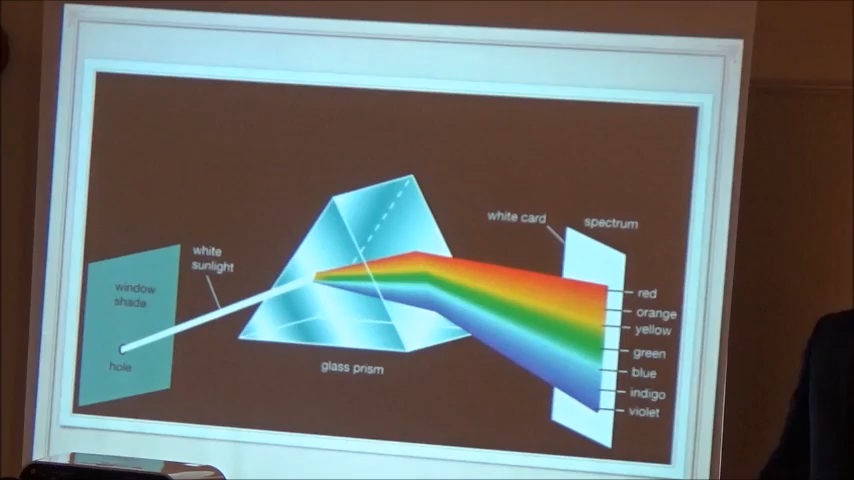 white card
spectrum
white
sunlight
window
shade
hole
glass prism
red
orange
yellow
green
blue
indigo
violet